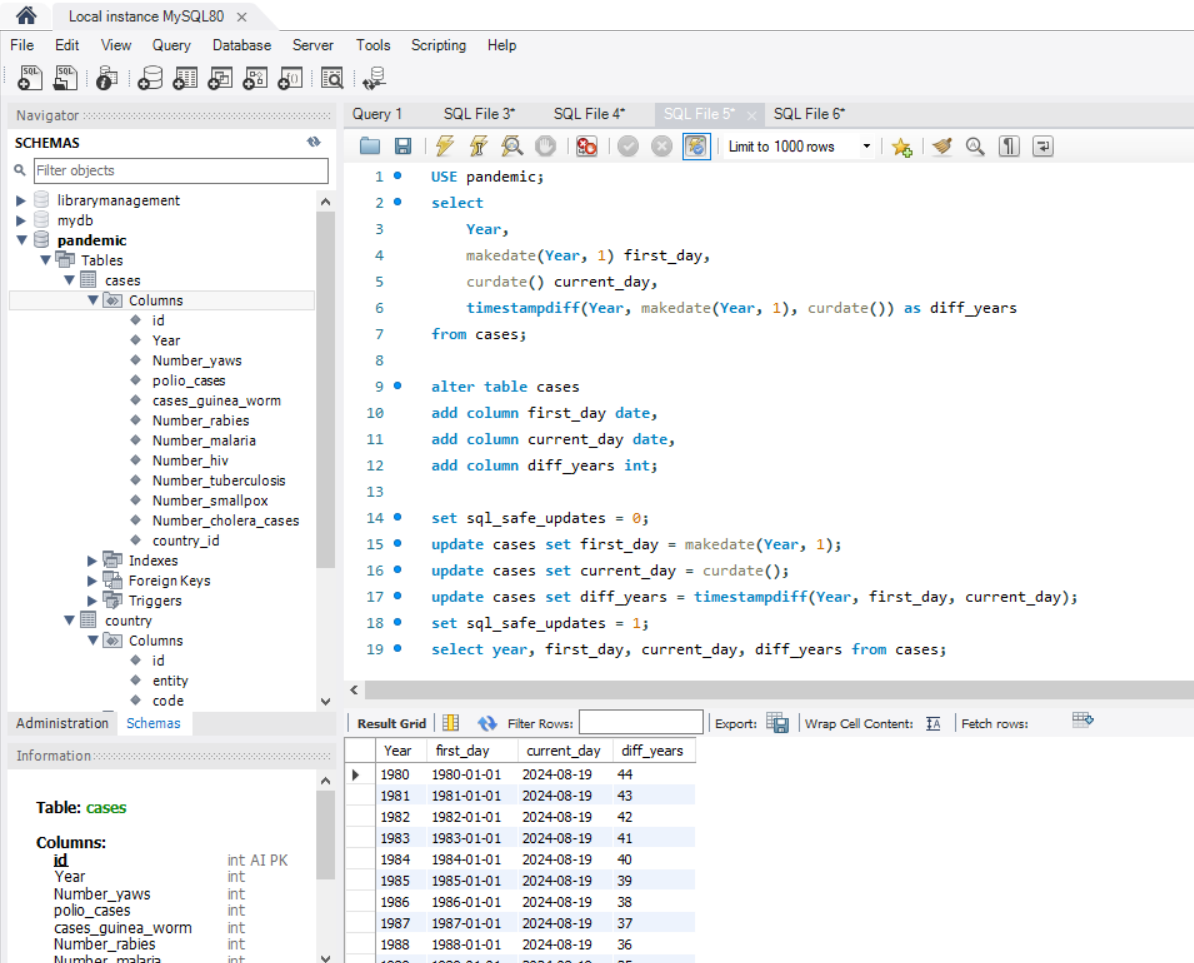 Local instance MySQL80 ×
File Edit View Query Database Server Tools Scripting Help
Navigator
SCHEMAS
Filter objects
librarymanagement
mydb
pandemic
Tables
cases
Columns
id
Year
Number_yaws
polio_cases
cases_guinea_worm
Number_rabies
Number_malaria
Number_hiv
Number_tuberculosis
Number_smallpox
Number_cholera_cases
country_id
Indexes
Foreign Keys
Triggers
country
Columns
id
entity
code
Administration Schemas
Information
Table: cases
Columns:
id int AI PK
Year int
Number_yaws int
polio_cases int
cases_guinea_worm int
Number_rabies int
Number_malaria int
Query 1 SQL File 3* SQL File 4* SQL File 5* × SQL File 6*
Limit to 1000 rows
1 USE pandemic;
2 select
3 Year,
4 makedate(Year, 1) first_day,
5 curdate() current_day,
6 timestampdiff(Year, makedate(Year, 1), curdate()) as diff_years
7 from cases;
8
9 alter table cases
10 add column first_day date,
11 add column current_day date,
12 add column diff_years int;
13
14 set sql_safe_updates = 0;
15 update cases set first_day = makedate(Year, 1);
16 update cases set current_day = curdate();
17 update cases set diff_years = timestampdiff(Year, first_day, current_day);
18 set sql_safe_updates = 1;
19 select year, first_day, current_day, diff_years from cases;
Result Grid Filter Rows: Export: Wrap Cell Content: Fetch rows:
Year first_day current_day diff_years
1980 1980-01-01 2024-08-19 44
1981 1981-01-01 2024-08-19 43
1982 1982-01-01 2024-08-19 42
1983 1983-01-01 2024-08-19 41
1984 1984-01-01 2024-08-19 40
1985 1985-01-01 2024-08-19 39
1986 1986-01-01 2024-08-19 38
1987 1987-01-01 2024-08-19 37
1988 1988-01-01 2024-08-19 36